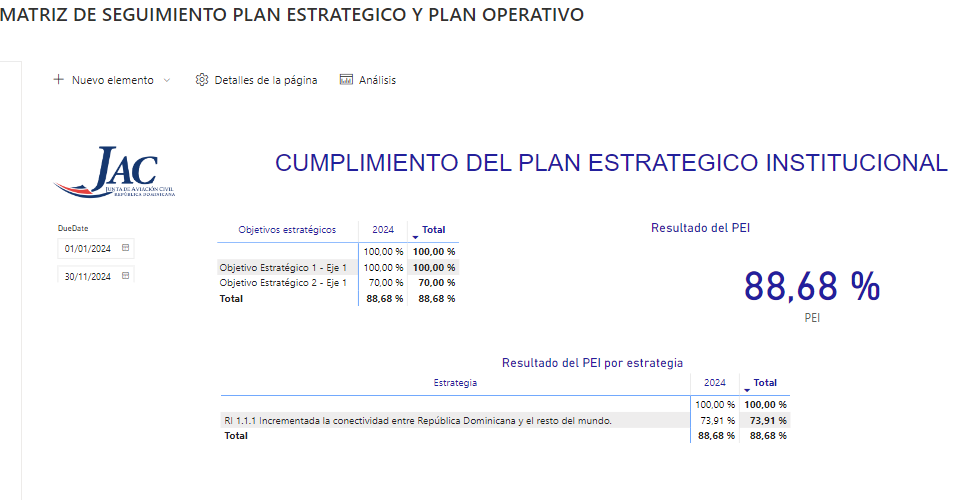 MATRIZ DE SEGUIMIENTO PLAN ESTRATEGICO Y PLAN OPERATIVO
Nuevo elemento
Detalles de la página
Análisis
JAC
JUNTA DE AVIACIÓN CIVIL
REPÚBLICA DOMINICANA
CUMPLIMIENTO DEL PLAN ESTRATEGICO INSTITUCIONAL
DueDate
01/01/2024
30/11/2024
Objetivos estratégicos 2024 Total
100,00 % 100,00 %
Objetivo Estratégico 1 - Eje 1 100,00 % 100,00 %
Objetivo Estratégico 2 - Eje 1 70,00 % 70,00 %
Total 88,68 % 88,68 %
Resultado del PEI
88,68 %
PEI
Resultado del PEI por estrategia
Estrategia 2024 Total
100,00 % 100,00 %
RI 1.1.1 Incrementada la conectividad entre República Dominicana y el resto del mundo. 73,91 % 73,91 %
Total 88,68 % 88,68 %